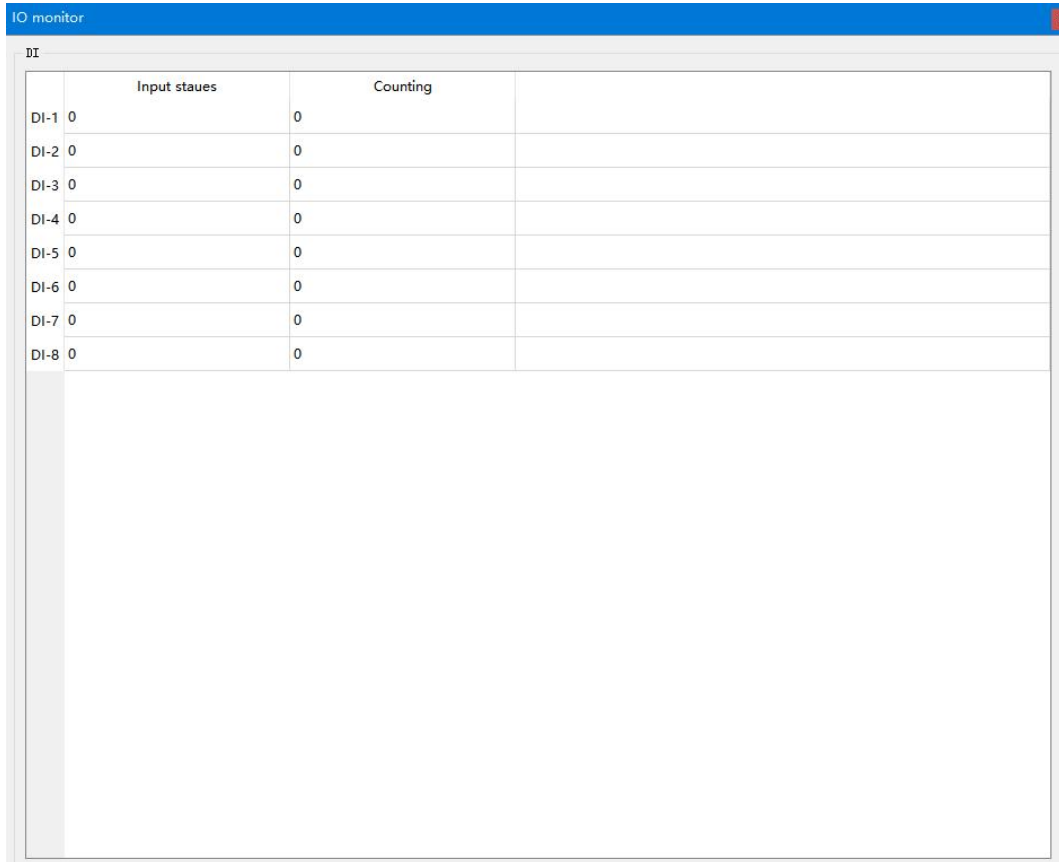 IO monitor
DI
Input staues Counting
DI-1 0 0
DI-2 0 0
DI-3 0 0
DI-4 0 0
DI-5 0 0
DI-6 0 0
DI-7 0 0
DI-8 0 0